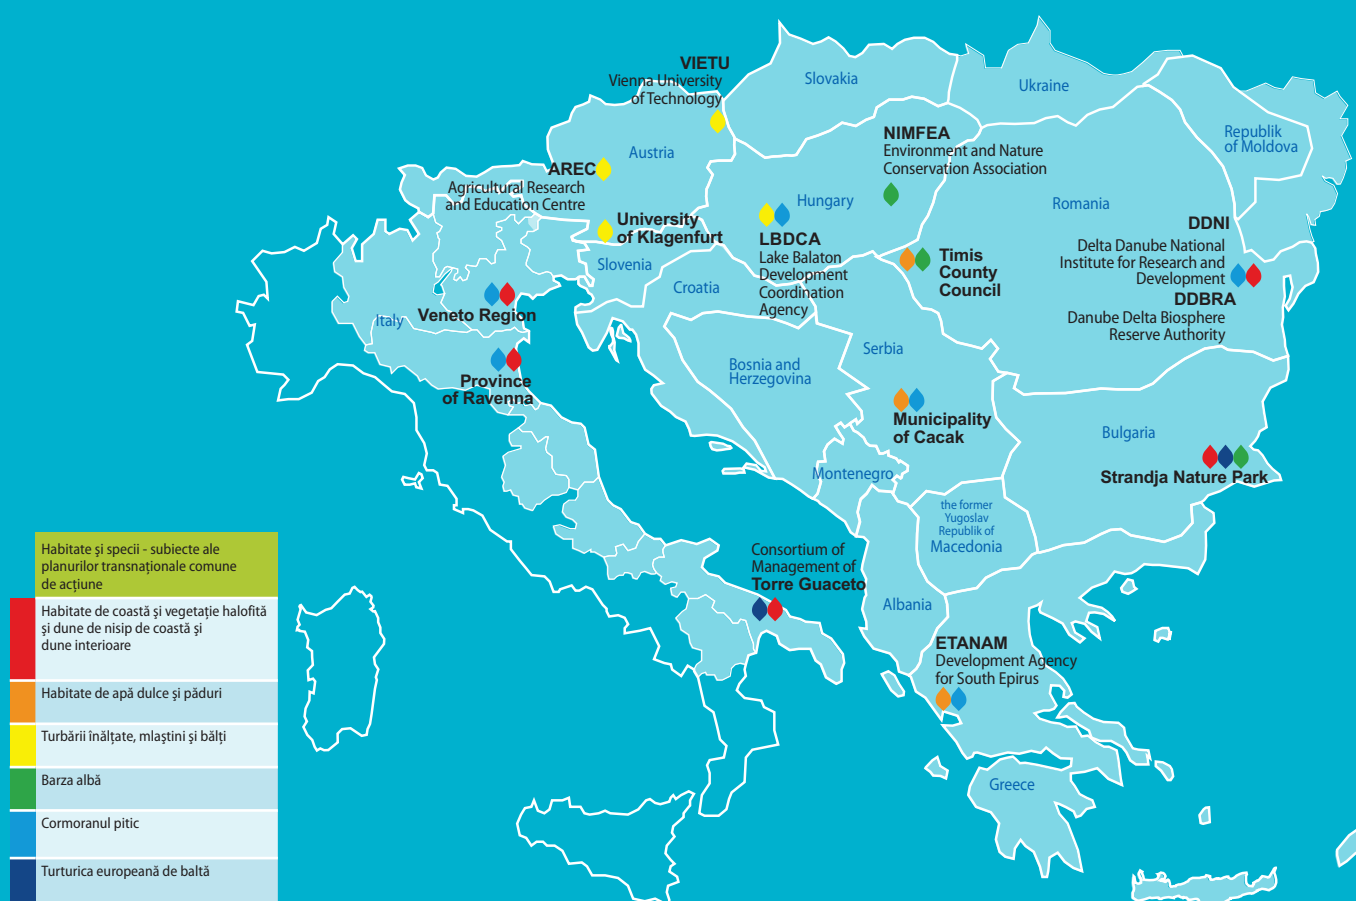 VIETU
Vienna University
of Technology
Slovakia
Ukraine
NIMFEA
Environment and Nature
Conservation Association
Republik
of Moldova
Austria
AREC
Agricultural Research
and Education Centre
University
of Klagenfurt
Hungary
LBDCA
Lake Balaton
Development
Coordination
Agency
Romania
DDNI
Delta Danube National
Institute for Research and
Development
DDBRA
Danube Delta Biosphere
Reserve Authority
Timis
County
Council
Slovenia
Croatia
Veneto Region
Italy
Province
of Ravenna
Bosnia and
Herzegovina
Serbia
Municipality
of Cacak
Bulgaria
Strandja Nature Park
Montenegro
the former
Yugoslav
Republik of
Macedonia
Consortium of
Management of
Torre Guaceto
Albania
ETANAM
Development Agency
for South Epirus
Greece
Habitate şi specii - subiecte ale
planurilor transnaționale comune
de acțiune
Habitate de coastă şi vegetație halofită
şi dune de nisip de coastă şi
dune interioare
Habitate de apă dulce şi păduri
Turbării înălțate, mlaştini şi bălți
Barza albă
Cormoranul pitic
Turturica europeană de baltă